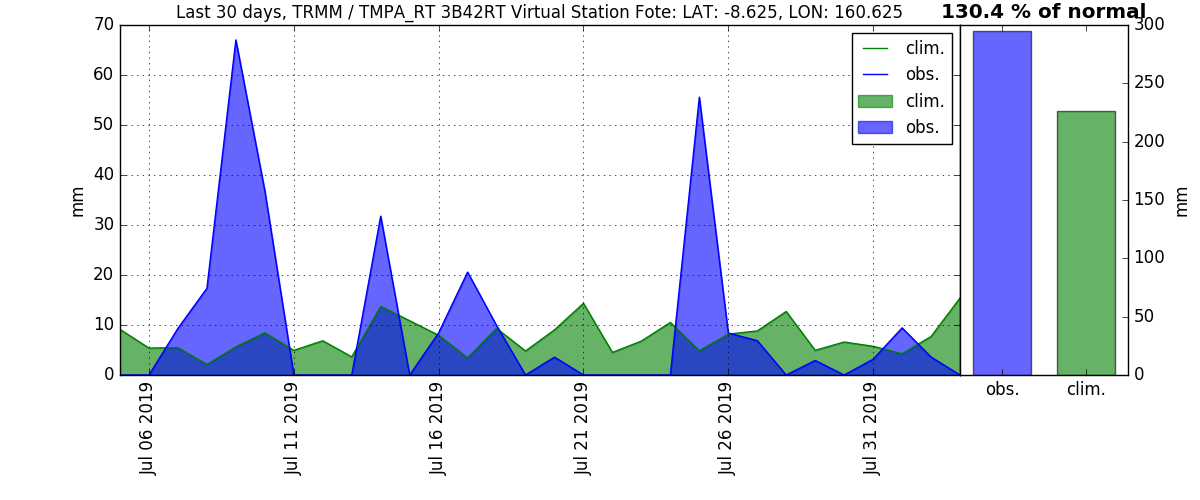 Last 30 days, TRMM / TMPA_RT 3B42RT Virtual Station Fote: LAT: -8.625, LON: 160.625
130.4 % of normal
70
60
50
40
30
20
10
0
mm
clim.
obs.
clim.
obs.
Jul 06 2019
Jul 11 2019
Jul 16 2019
Jul 21 2019
Jul 26 2019
Jul 31 2019
300
250
200
150
100
50
0
mm
obs.
clim.